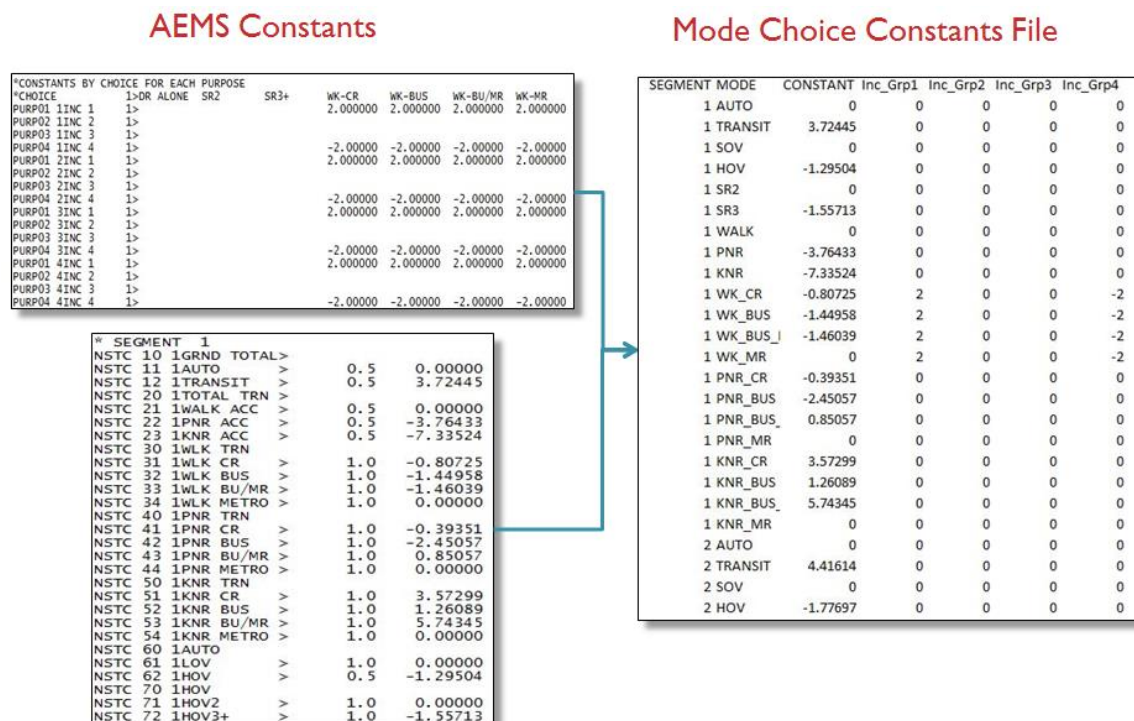 AEMS Constants
Mode Choice Constants File
*CONSTANTS BY CHOICE FOR EACH PURPOSE
*CHOICE 1>DR ALONE SR2 SR3+ WK-CR WK-BUS WK-BU/MR WK-MR
PURP01 1INC 1 1> 2.000000 2.000000 2.000000 2.000000
PURP02 1INC 2 1>
PURP03 1INC 3 1>
PURP04 1INC 4 1> -2.00000 -2.00000 -2.00000 -2.00000
PURP01 2INC 1 1> 2.000000 2.000000 2.000000 2.000000
PURP02 2INC 2 1>
PURP03 2INC 3 1>
PURP04 2INC 4 1> -2.00000 -2.00000 -2.00000 -2.00000
PURP01 3INC 1 1> 2.000000 2.000000 2.000000 2.000000
PURP02 3INC 2 1>
PURP03 3INC 3 1>
PURP04 3INC 4 1> -2.00000 -2.00000 -2.00000 -2.00000
PURP01 4INC 1 1> 2.000000 2.000000 2.000000 2.000000
PURP02 4INC 2 1>
PURP03 4INC 3 1>
PURP04 4INC 4 1> -2.00000 -2.00000 -2.00000 -2.00000
* SEGMENT 1
NSTC 10 1GRND TOTAL>
NSTC 11 1AUTO > 0.5 0.00000
NSTC 12 1TRANSIT > 0.5 3.72445
NSTC 20 1TOTAL TRN >
NSTC 21 1WALK ACC > 0.5 0.00000
NSTC 22 1PNR ACC > 0.5 -3.76433
NSTC 23 1KNR ACC > 0.5 -7.33524
NSTC 30 1WLK TRN
NSTC 31 1WLK CR > 1.0 -0.80725
NSTC 32 1WLK BUS > 1.0 -1.44958
NSTC 33 1WLK BU/MR > 1.0 -1.46039
NSTC 34 1WLK METRO > 1.0 0.00000
NSTC 40 1PNR TRN
NSTC 41 1PNR CR > 1.0 -0.39351
NSTC 42 1PNR BUS > 1.0 -2.45057
NSTC 43 1PNR BU/MR > 1.0 0.85057
NSTC 44 1PNR METRO > 1.0 0.00000
NSTC 50 1KNR TRN
NSTC 51 1KNR CR > 1.0 3.57299
NSTC 52 1KNR BUS > 1.0 1.26089
NSTC 53 1KNR BU/MR > 1.0 5.74345
NSTC 54 1KNR METRO > 1.0 0.00000
NSTC 60 1AUTO
NSTC 61 1LOV > 1.0 0.00000
NSTC 62 1HOV > 0.5 -1.29504
NSTC 70 1HOV
NSTC 71 1HOV2 > 1.0 0.00000
NSTC 72 1HOV3+ > 1.0 -1.55713
SEGMENT MODE CONSTANT Inc_Grp1 Inc_Grp2 Inc_Grp3 Inc_Grp4
1 AUTO 0 0 0 0 0
1 TRANSIT 3.72445 0 0 0 0
1 SOV 0 0 0 0 0
1 HOV -1.29504 0 0 0 0
1 SR2 0 0 0 0 0
1 SR3 -1.55713 0 0 0 0
1 WALK 0 0 0 0 0
1 PNR -3.76433 0 0 0 0
1 KNR -7.33524 0 0 0 0
1 WK_CR -0.80725 2 0 0 -2
1 WK_BUS -1.44958 2 0 0 -2
1 WK_BUS_ -1.46039 2 0 0 -2
1 WK_MR 0 2 0 0 -2
1 PNR_CR -0.39351 0 0 0 0
1 PNR_BUS -2.45057 0 0 0 0
1 PNR_BUS_ 0.85057 0 0 0 0
1 PNR_MR 0 0 0 0 0
1 KNR_CR 3.57299 0 0 0 0
1 KNR_BUS 1.26089 0 0 0 0
1 KNR_BUS_ 5.74345 0 0 0 0
1 KNR_MR 0 0 0 0 0
2 AUTO 0 0 0 0 0
2 TRANSIT 4.41614 0 0 0 0
2 SOV 0 0 0 0 0
2 HOV -1.77697 0 0 0 0